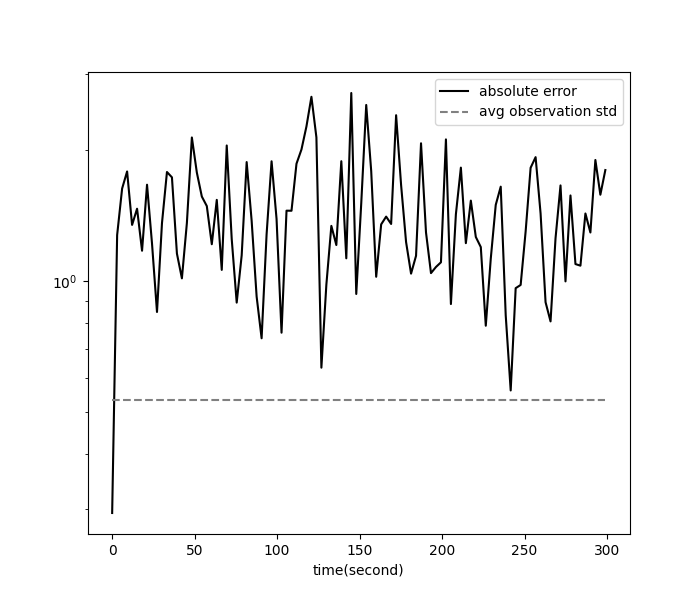 absolute error
avg observation std
10⁰
0 50 100 150 200 250 300
time(second)